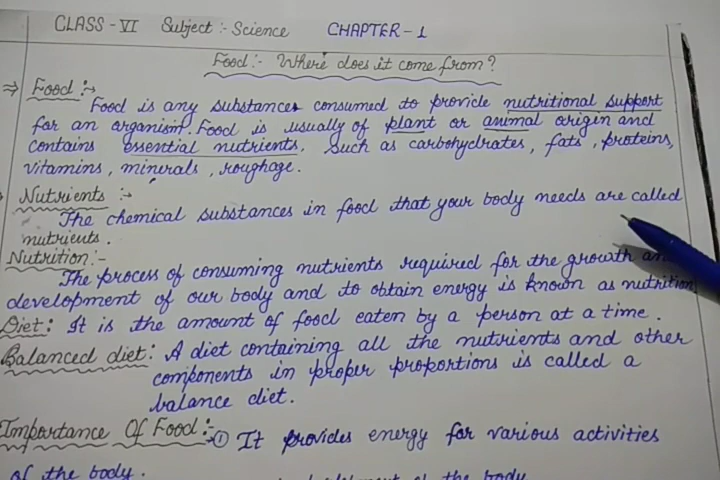 CLASS - VI Subject :- Science CHAPTER - 1
Food :- Where does it come from?
⇒ Food :→
Food is any substances consumed to provide nutritional support
for an organism. Food is usually of plant or animal origin and
contains essential nutrients, such as carbohydrates, fats, proteins,
vitamins, minerals, roughage.
Nutrients :→
The chemical substances in food that your body needs are called
nutrients.
Nutrition :-
The process of consuming nutrients required for the growth and
development of our body and to obtain energy is known as nutrition
Diet : It is the amount of food eaten by a person at a time.
Balanced diet : A diet containing all the nutrients and other
components in proper proportions is called a
balance diet.
Importance Of Food :→ ① It provides energy for various activities
of the body.
of the body